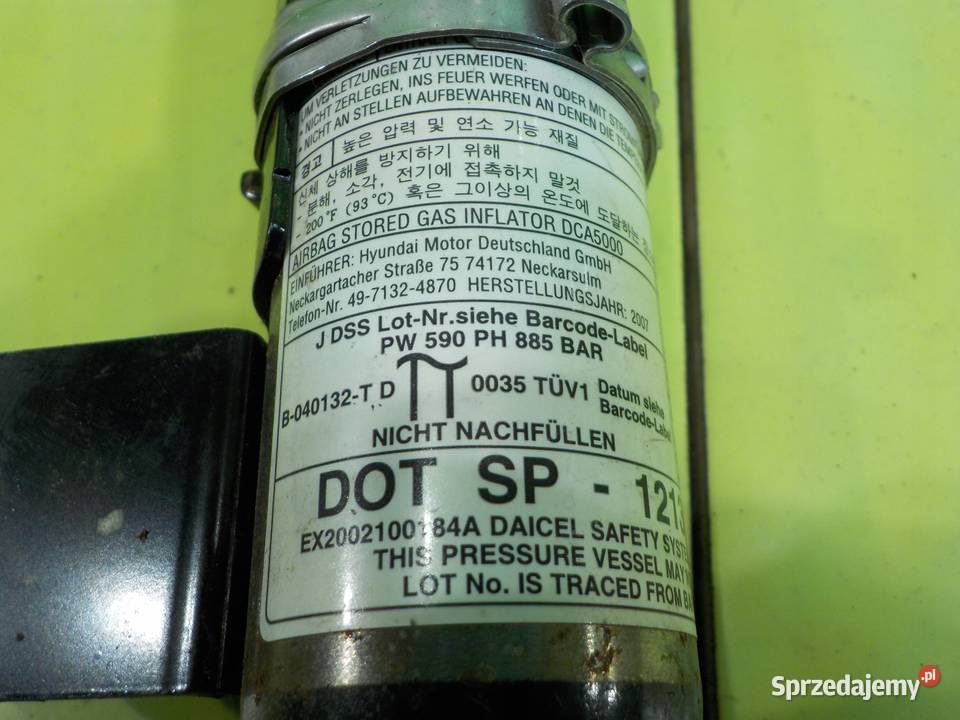 UM VERLETZUNGEN ZU VERMEIDEN:
• NICHT ZERLEGEN, INS FEUER WERFEN ODER MIT
• NICHT AN STELLEN AUFBEWAHREN AN DENEN DIE
경고 높은 압력 및 연소 가능 재질
신체 상해를 방지하기 위해
- 분해, 소각, 전기에 접촉하지 말것
- 200°F (93°C) 혹은 그이상의 온도에 도달하는
AIRBAG STORED GAS INFLATOR DCA5000
EINFÜHRER: Hyundai Motor Deutschland GmbH
Neckargartacher Straße 75 74172 Neckarsulm
Telefon-Nr. 49-7132-4870 HERSTELLUNGSJAHR: 2007
J DSS Lot-Nr.siehe Barcode-Label
PW 590 PH 885 BAR
B-040132-T D 0035 TÜV1 Datum siehe
Barcode-Label
NICHT NACHFÜLLEN
DOT SP - 121
EX2002100184A DAICEL SAFETY SYSTE
THIS PRESSURE VESSEL MAY
LOT No. IS TRACED FROM BA
Sprzedajemy.pl